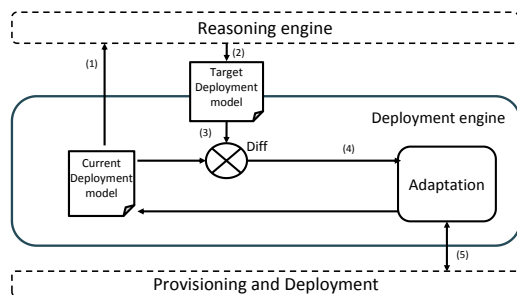 Reasoning engine
(1)
(2)
Target
Deployment
model
Deployment engine
(3)
Diff
(4)
Current
Deployment
model
Adaptation
(5)
Provisioning and Deployment